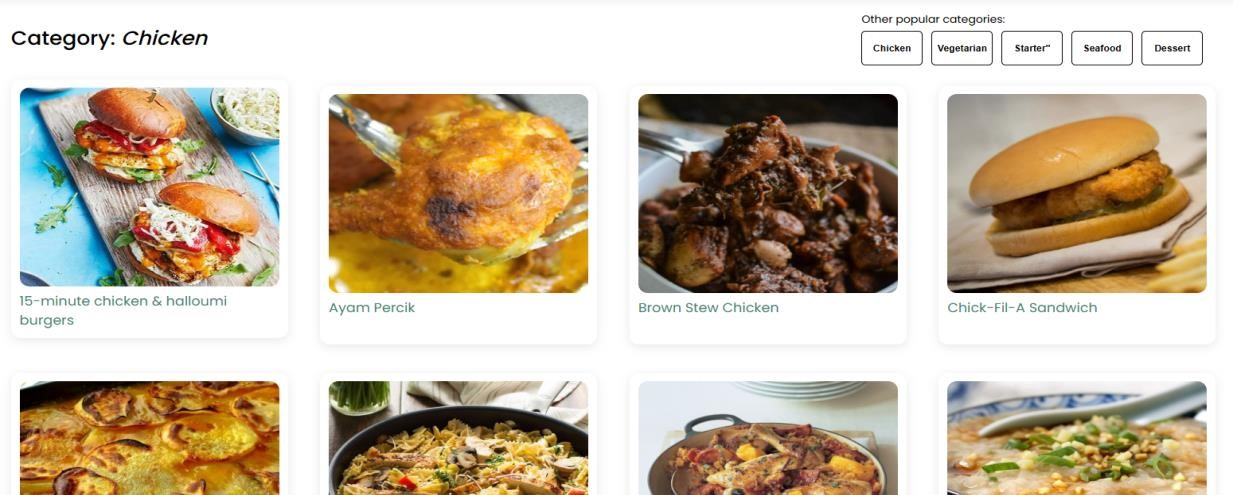 Category: Chicken
Other popular categories:
Chicken
Vegetarian
Starter"
Seafood
Dessert
15-minute chicken & halloumi
burgers
Ayam Percik
Brown Stew Chicken
Chick-Fil-A Sandwich